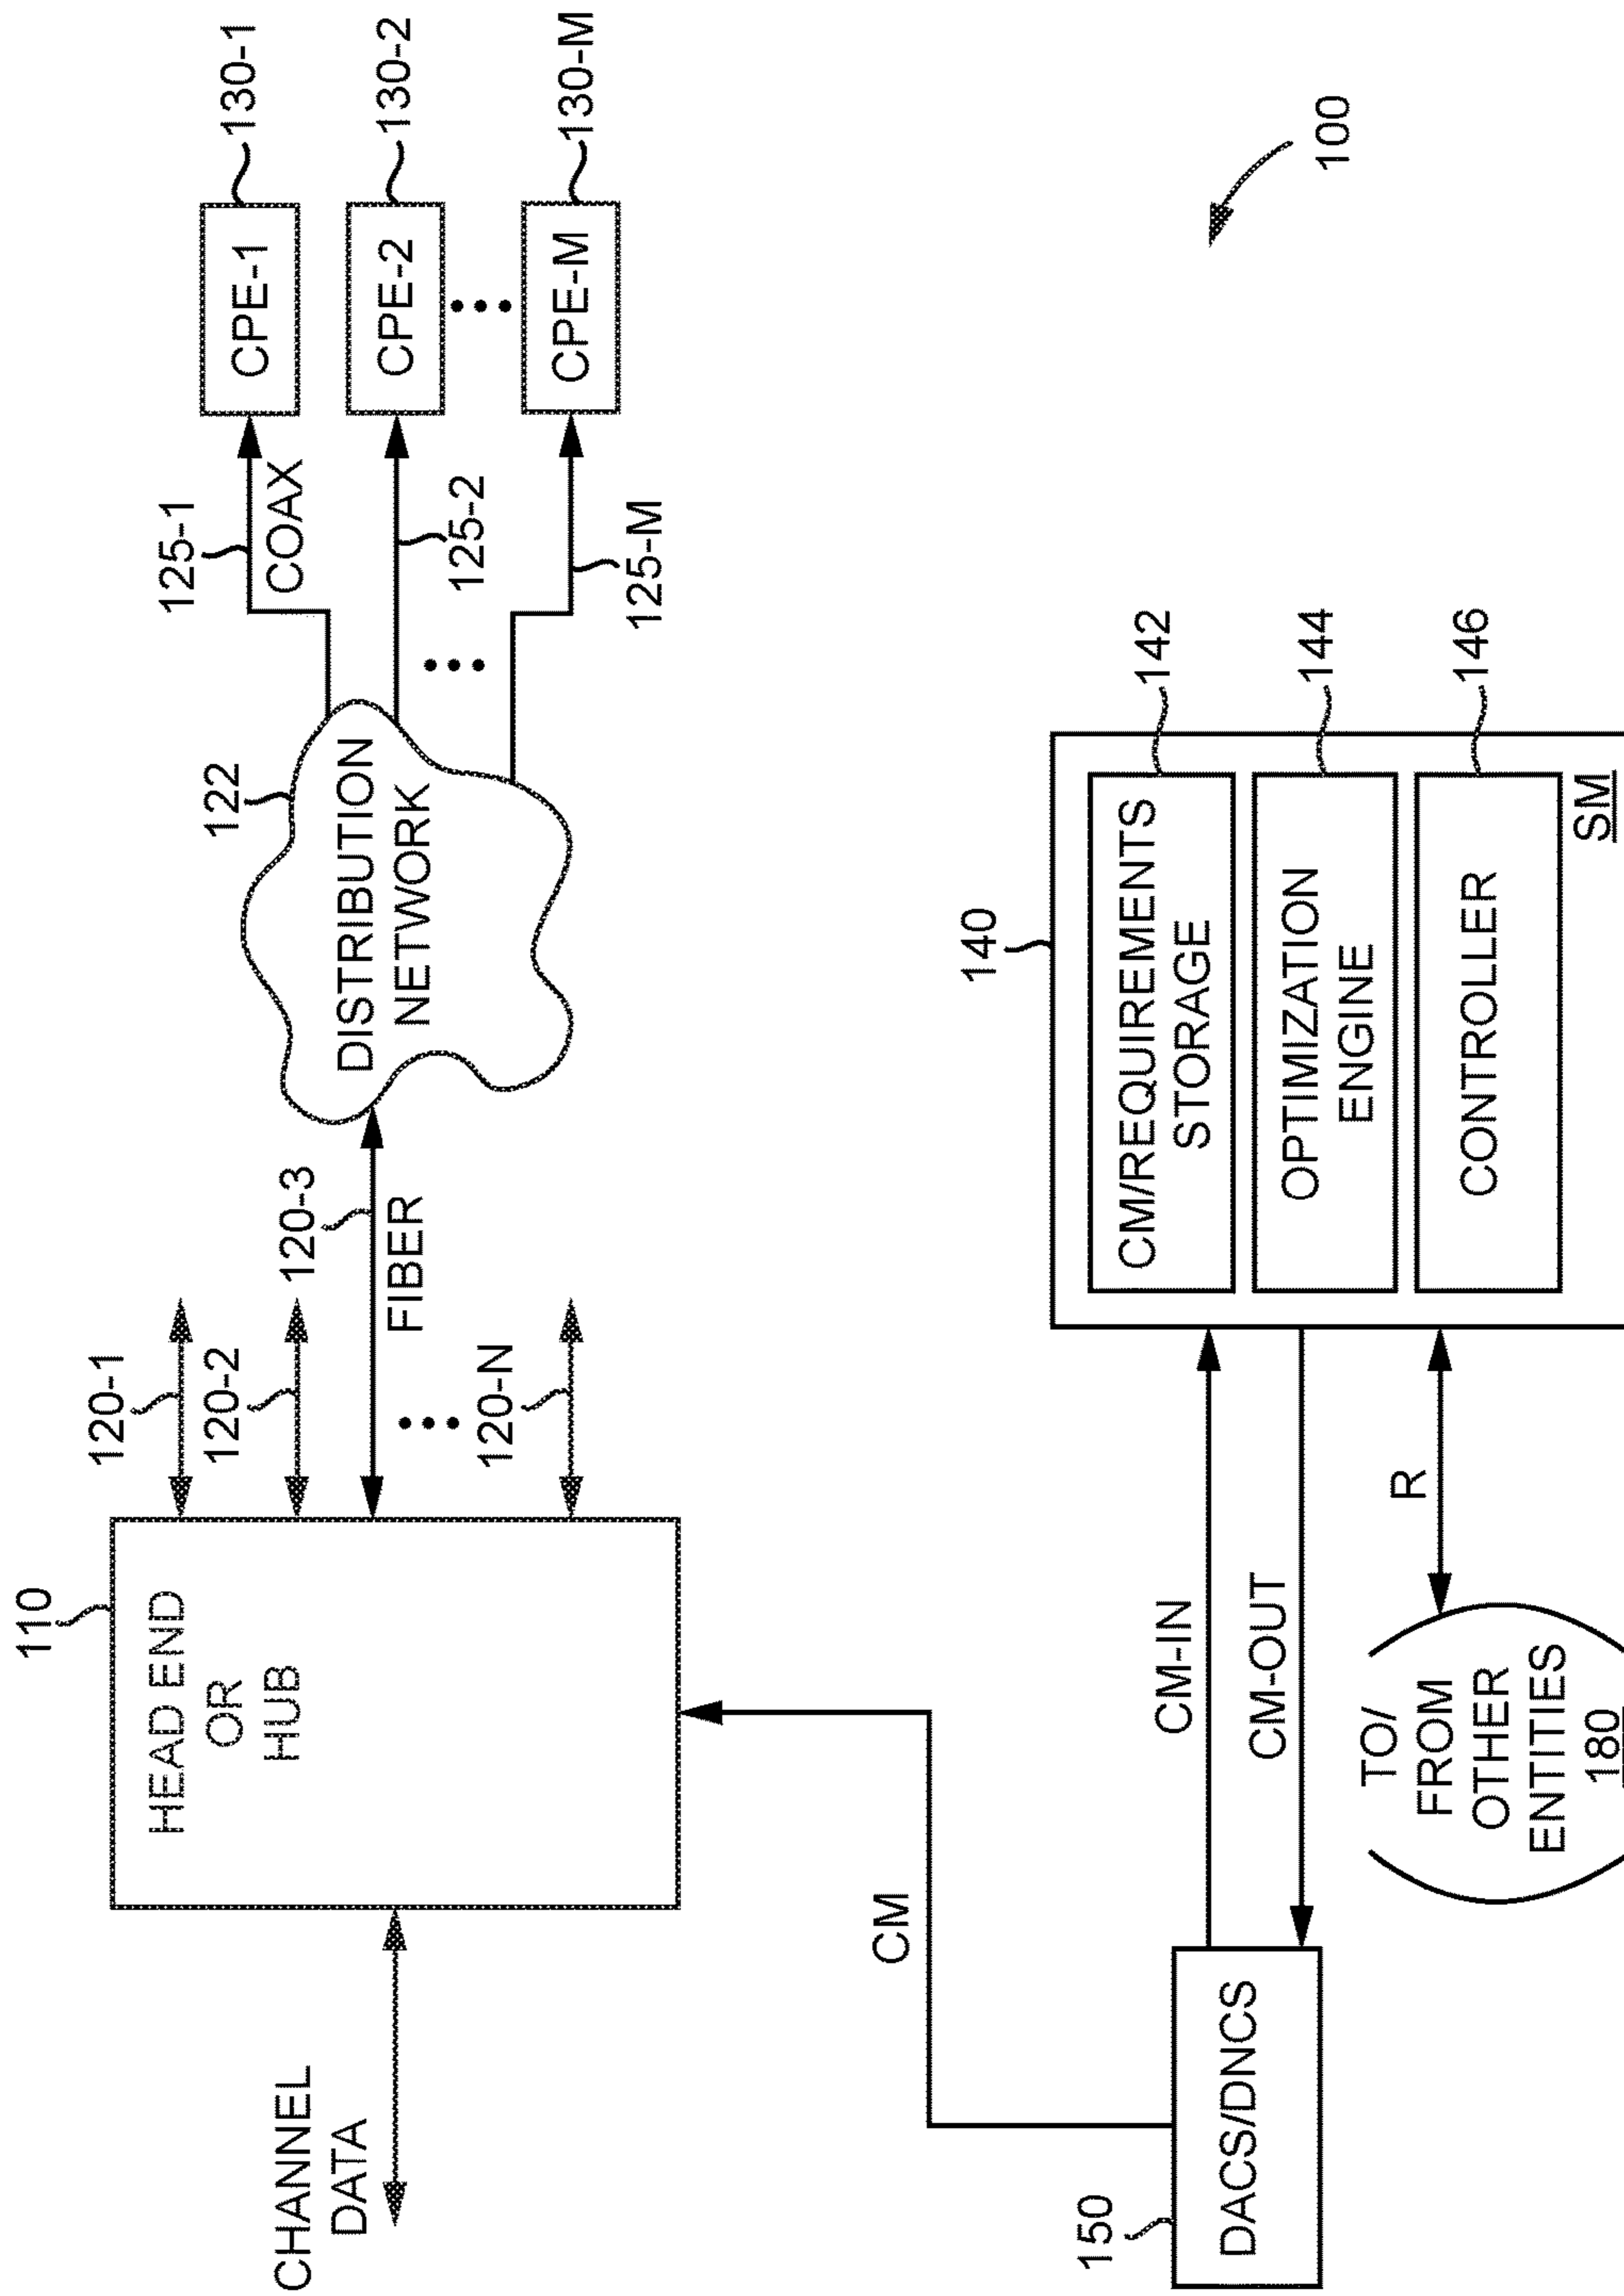 110
HEAD END
OR
HUB
CHANNEL
DATA
120-1
120-2
120-3
FIBER
120-N
122
DISTRIBUTION
NETWORK
125-1
COAX
125-2
125-M
CPE-1
130-1
CPE-2
130-2
CPE-M
130-M
CM
150
DACS/DNCS
CM-IN
CM-OUT
R
TO/
FROM
OTHER
ENTITIES
180
140
CM/REQUIREMENTS
STORAGE
142
OPTIMIZATION
ENGINE
144
CONTROLLER
146
SM
100